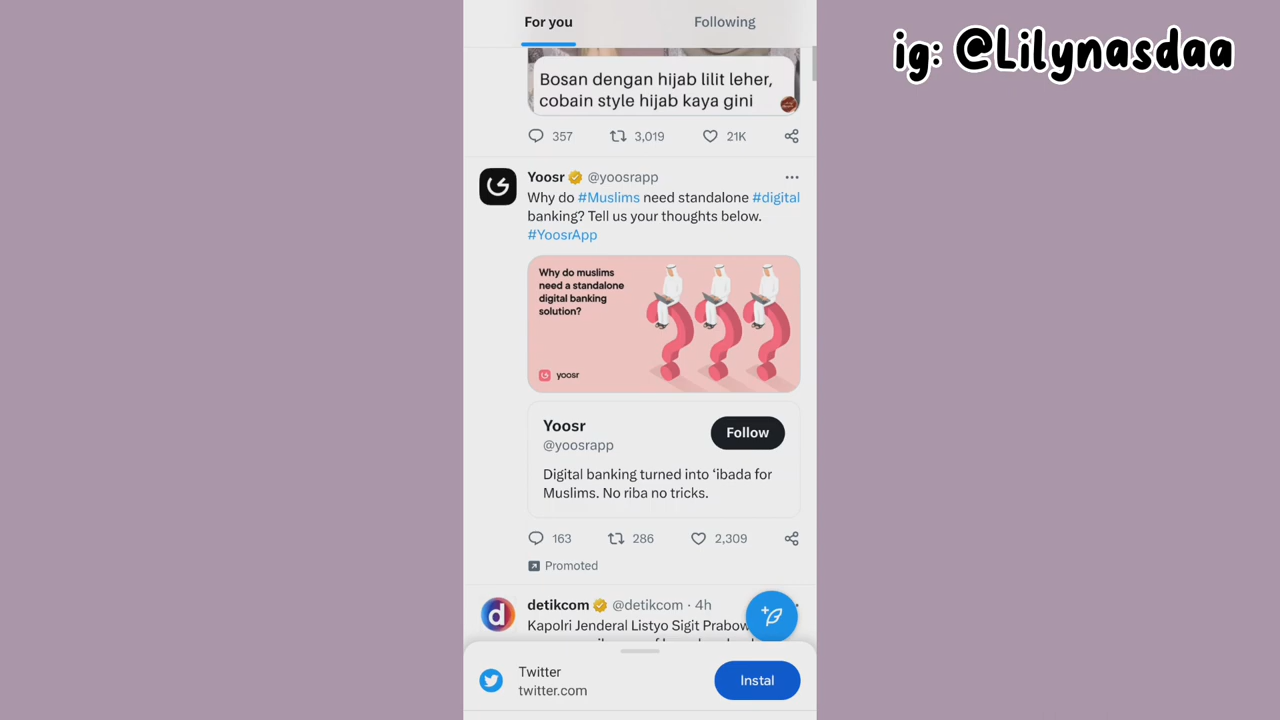 For you
Following
ig: @Lilynasdaa
Bosan dengan hijab lilit leher,
cobain style hijab kaya gini
357
3,019
21K
Yoosr @yoosrapp
Why do #Muslims need standalone #digital
banking? Tell us your thoughts below.
#YoosrApp
Why do muslims
need a standalone
digital banking
solution?
yoosr
Yoosr
@yoosrapp
Follow
Digital banking turned into ‘ibada for
Muslims. No riba no tricks.
163
286
2,309
Promoted
detikcom @detikcom · 4h
Kapolri Jenderal Listyo Sigit Prabow
Twitter
twitter.com
Instal